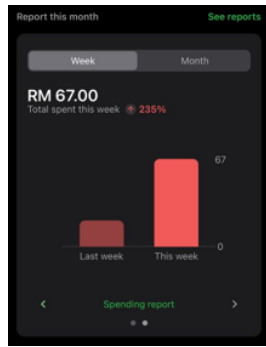 Report this month See reports
Week Month
RM 67.00
Total spent this week 235%
67
0
Last week This week
Spending report